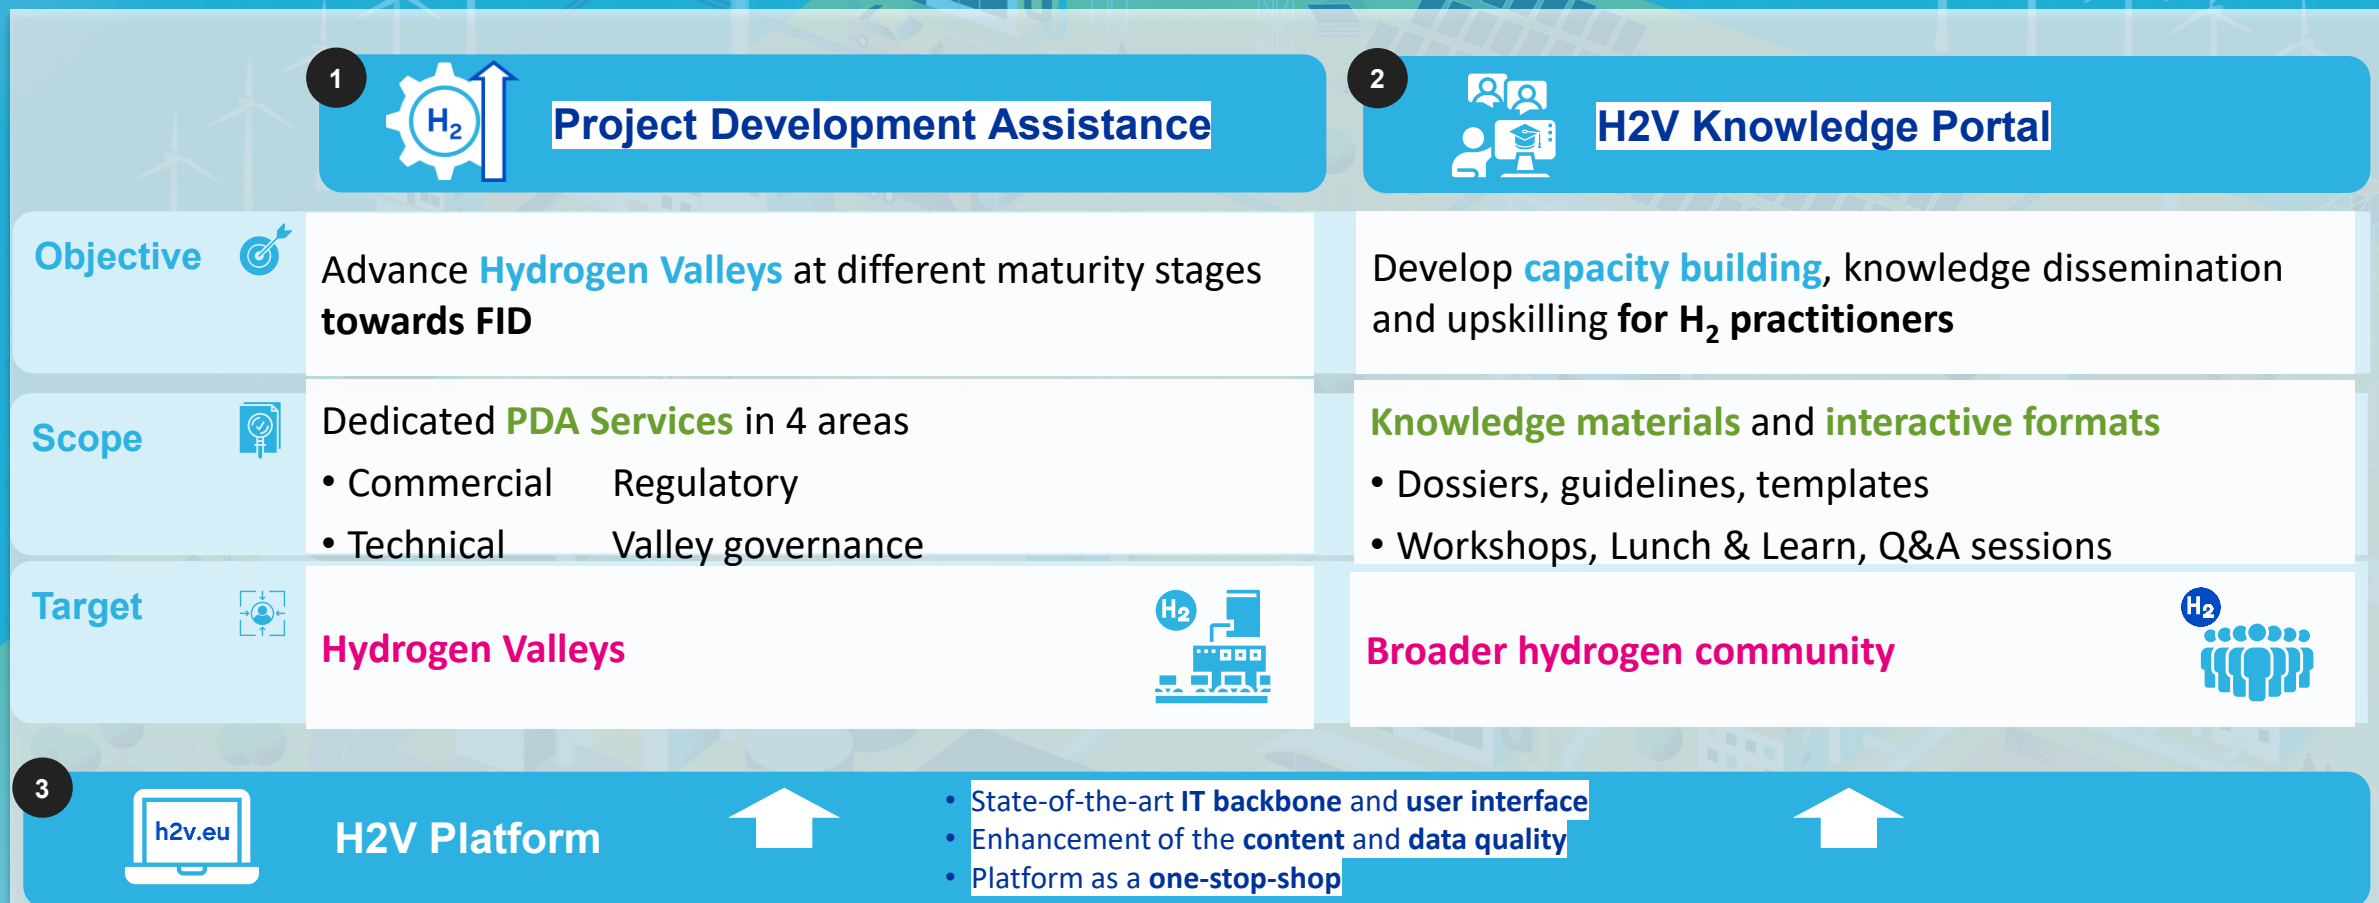 1
H₂
Project Development Assistance
2
H2V Knowledge Portal
Objective
Advance Hydrogen Valleys at different maturity stages
towards FID
Develop capacity building, knowledge dissemination
and upskilling for H₂ practitioners
Scope
Dedicated PDA Services in 4 areas
• Commercial Regulatory
• Technical Valley governance
Knowledge materials and interactive formats
• Dossiers, guidelines, templates
• Workshops, Lunch & Learn, Q&A sessions
Target
Hydrogen Valleys
H₂
Broader hydrogen community
H₂
3
h2v.eu
H2V Platform
• State-of-the-art IT backbone and user interface
• Enhancement of the content and data quality
• Platform as a one-stop-shop